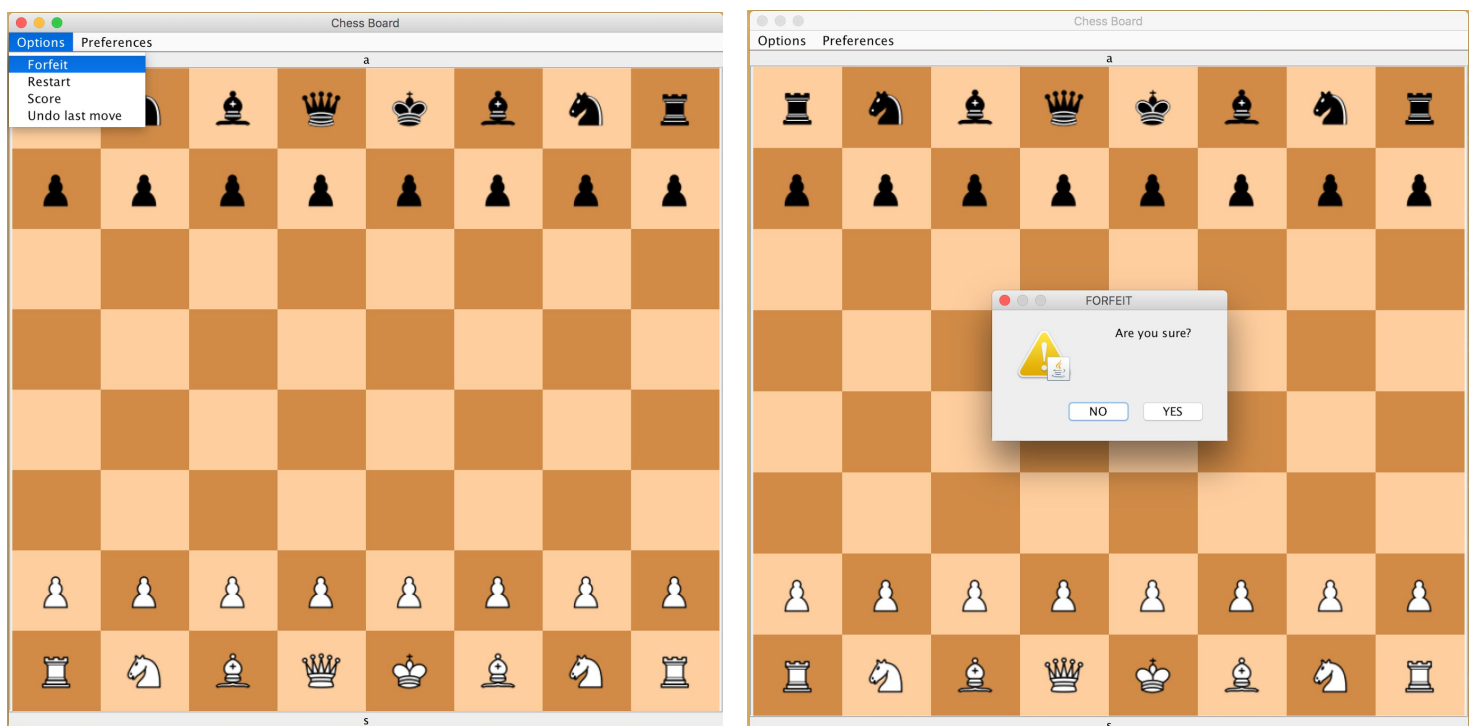 Chess Board
Options Preferences
a
Forfeit
Restart
Score
Undo last move
s
Chess Board
Options Preferences
a
FORFEIT
Are you sure?
NO YES
s